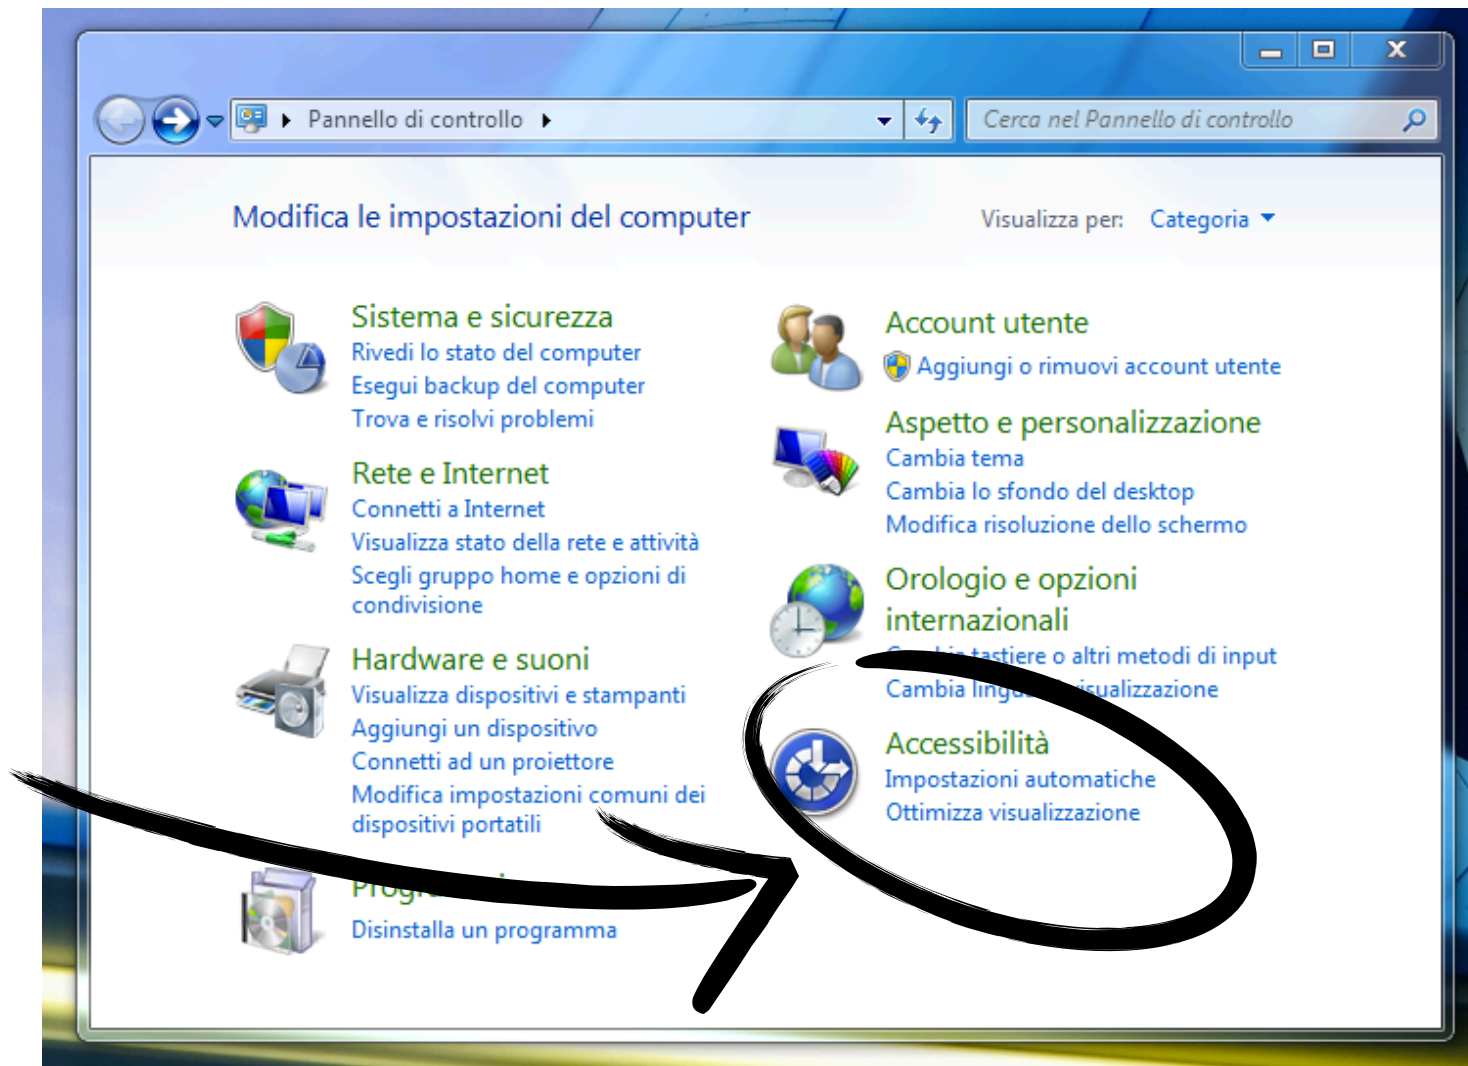 Pannello di controllo
Cerca nel Pannello di controllo
Modifica le impostazioni del computer
Visualizza per: Categoria
Sistema e sicurezza
Rivedi lo stato del computer
Esegui backup del computer
Trova e risolvi problemi
Rete e Internet
Connetti a Internet
Visualizza stato della rete e attività
Scegli gruppo home e opzioni di
condivisione
Hardware e suoni
Visualizza dispositivi e stampanti
Aggiungi un dispositivo
Connetti ad un proiettore
Modifica impostazioni comuni dei
dispositivi portatili
Disinstalla un programma
Account utente
Aggiungi o rimuovi account utente
Aspetto e personalizzazione
Cambia tema
Cambia lo sfondo del desktop
Modifica risoluzione dello schermo
Orologio e opzioni
internazionali
tastiere o altri metodi di input
Cambia visualizzazione
Accessibilità
Impostazioni automatiche
Ottimizza visualizzazione